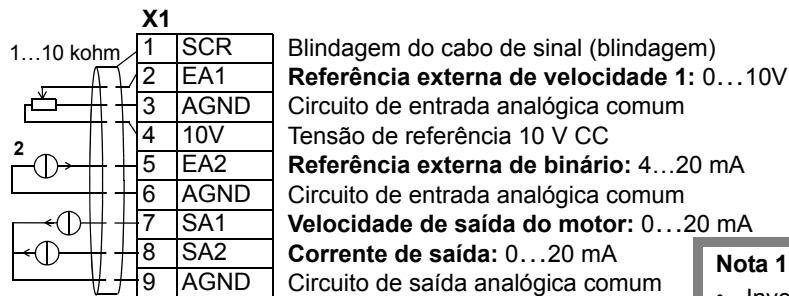 X1
1…10 kohm
1 SCR Blindagem do cabo de sinal (blindagem)
2 EA1 Referência externa de velocidade 1: 0…10V
3 AGND Circuito de entrada analógica comum
4 10V Tensão de referência 10 V CC
2
5 EA2 Referência externa de binário: 4…20 mA
6 AGND Circuito de entrada analógica comum
7 SA1 Velocidade de saída do motor: 0…20 mA
8 SA2 Corrente de saída: 0…20 mA
9 AGND Circuito de saída analógica comum
Nota 1